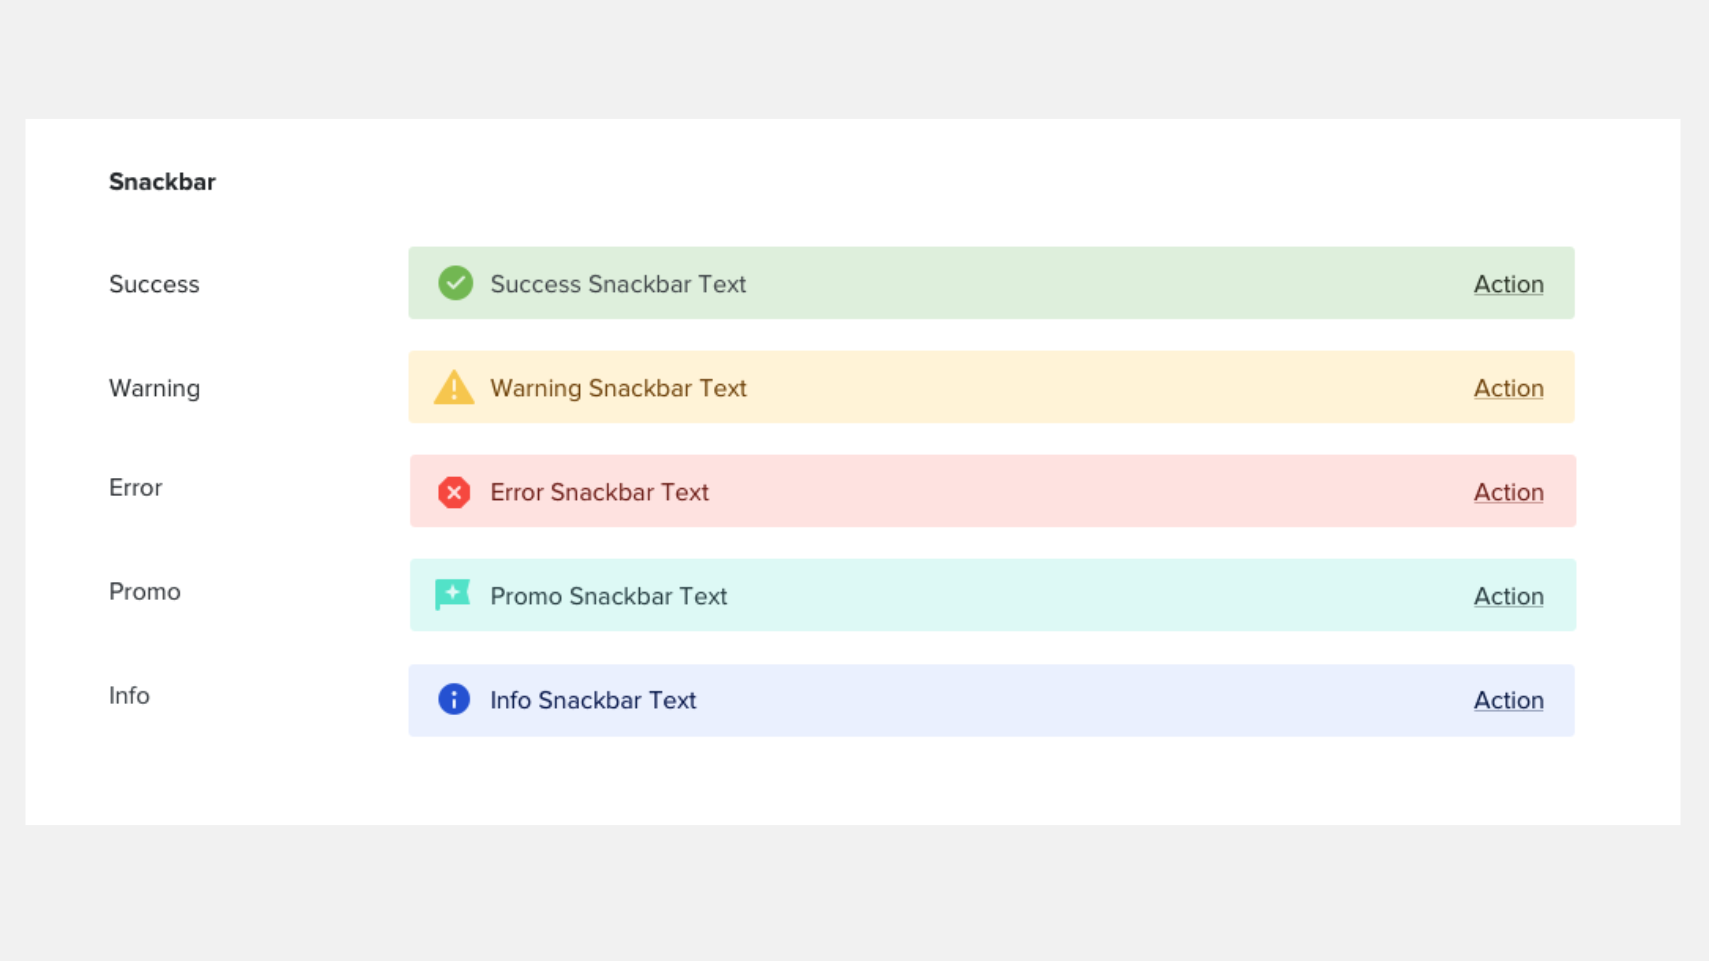 Snackbar
Success
Success Snackbar Text Action
Warning
Warning Snackbar Text Action
Error
Error Snackbar Text Action
Promo
Promo Snackbar Text Action
Info
Info Snackbar Text Action